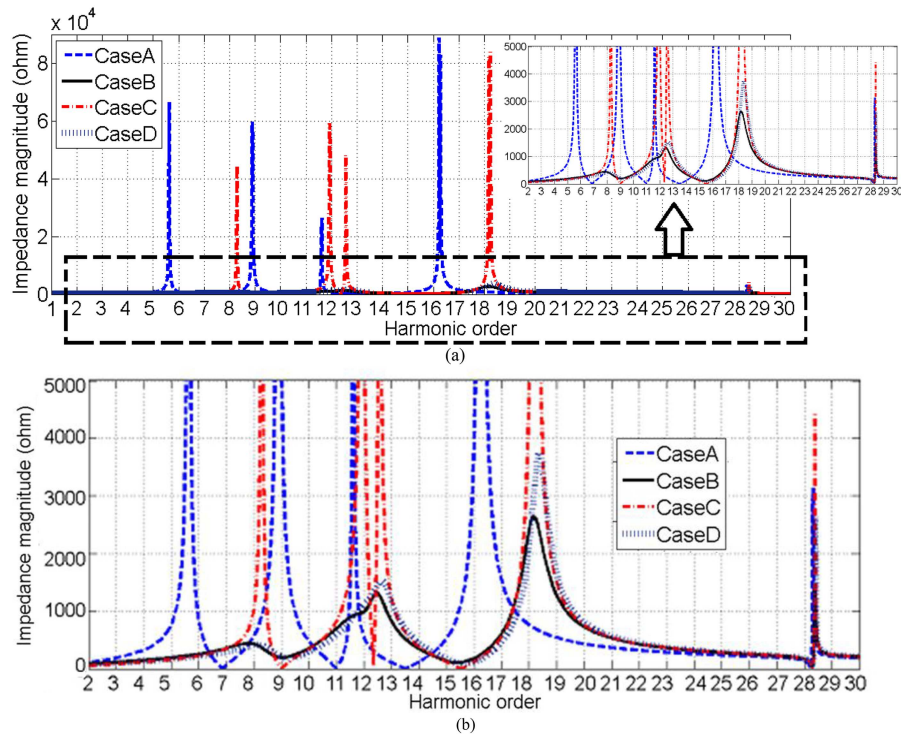 x 10⁴
Impedance magnitude (ohm)
8
6
4
2
0
CaseA
CaseB
CaseC
CaseD
1 2 3 4 5 6 7 8 9 10 11 12 13 14 15 16 17 18 19 20 21 22 23 24 25 26 27 28 29 30
Harmonic order
5000
4000
3000
2000
1000
0
2 3 4 5 6 7 8 9 10 11 12 13 14 15 16 17 18 19 20 21 22 23 24 25 26 27 28 29 30
(a)
Impedance magnitude (ohm)
5000
4000
3000
2000
1000
0
CaseA
CaseB
CaseC
CaseD
2 3 4 5 6 7 8 9 10 11 12 13 14 15 16 17 18 19 20 21 22 23 24 25 26 27 28 29 30
Harmonic order
(b)